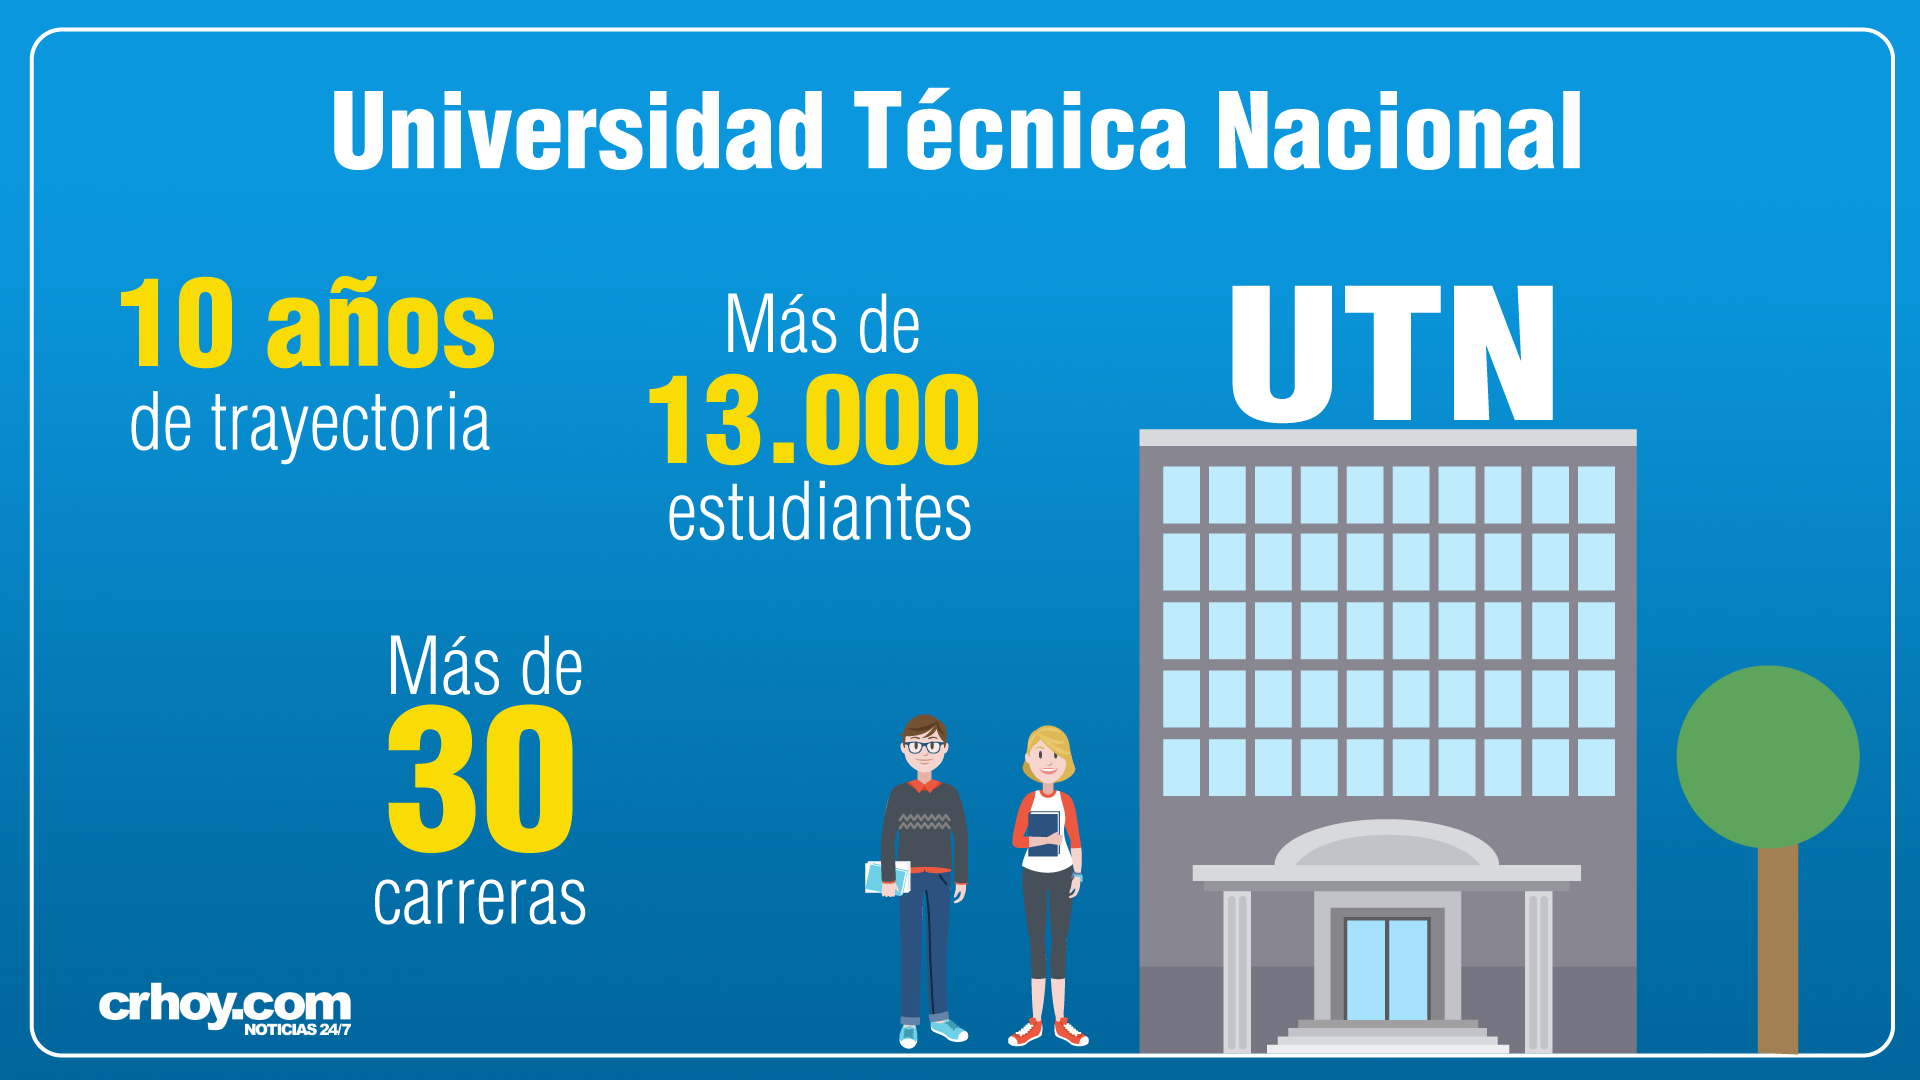 Universidad Técnica Nacional
10 años
de trayectoria
Más de
13.000
estudiantes
UTN
Más de
30
carreras
crhoy.com
NOTICIAS 24/7